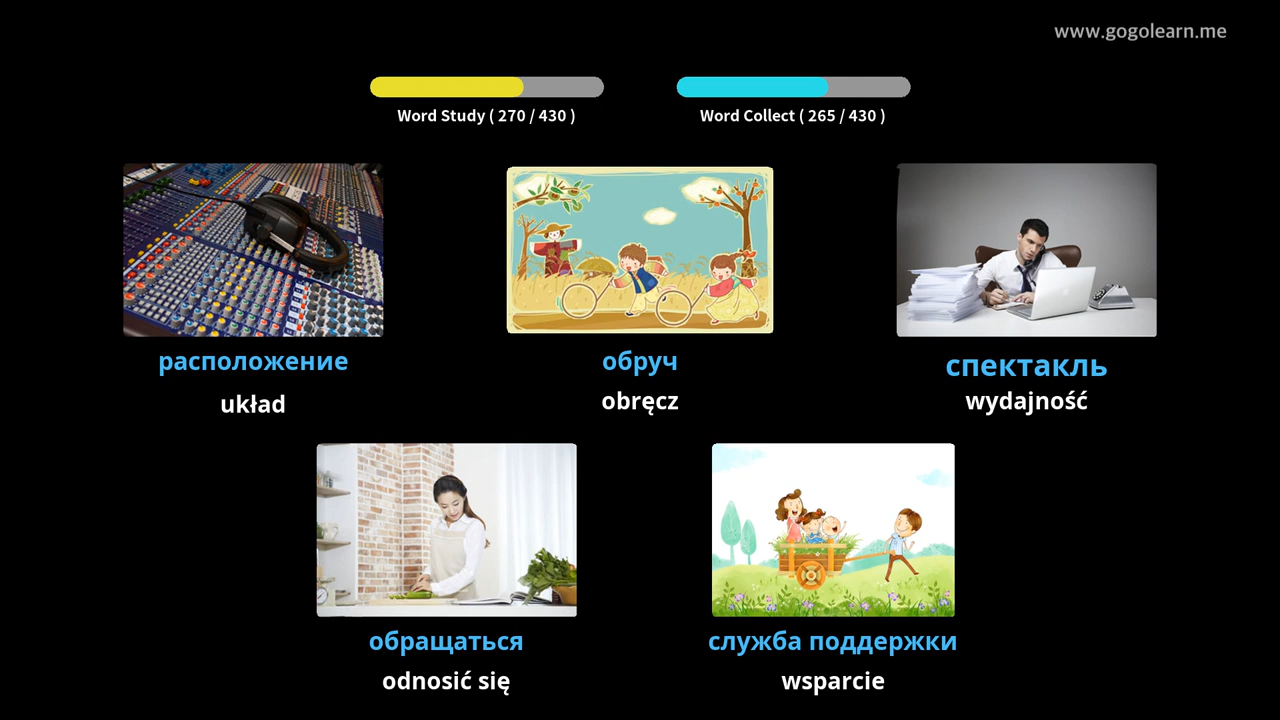 www.gogolearn.me
Word Study ( 270 / 430 )
Word Collect ( 265 / 430 )
расположение
обруч
спектакль
układ
obręcz
wydajność
обращаться
служба поддержки
odnosić się
wsparcie